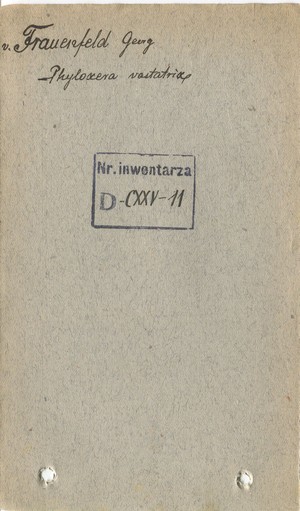 v. Frauenfeld Georg
Phyloxera vastatrix
Nr. inwentarza
D-CXXV-11